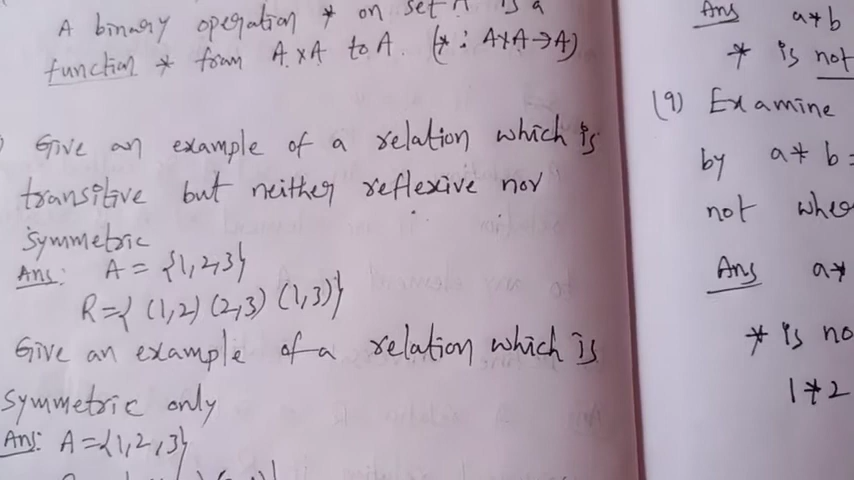 A binary operation * on set A is a
function * from A×A to A. (* : A×A→A)
Give an example of a relation which is
transitive but neither reflexive nor
symmetric
Ans: A = {1,2,3}
R={ (1,2) (2,3) (1,3)}
Give an example of a relation which is
symmetric only
Ans: A={1,2,3}
Ans a*b
* is not
(9) Examine
by a * b =
not wher
Ans a*
* is no
1*2